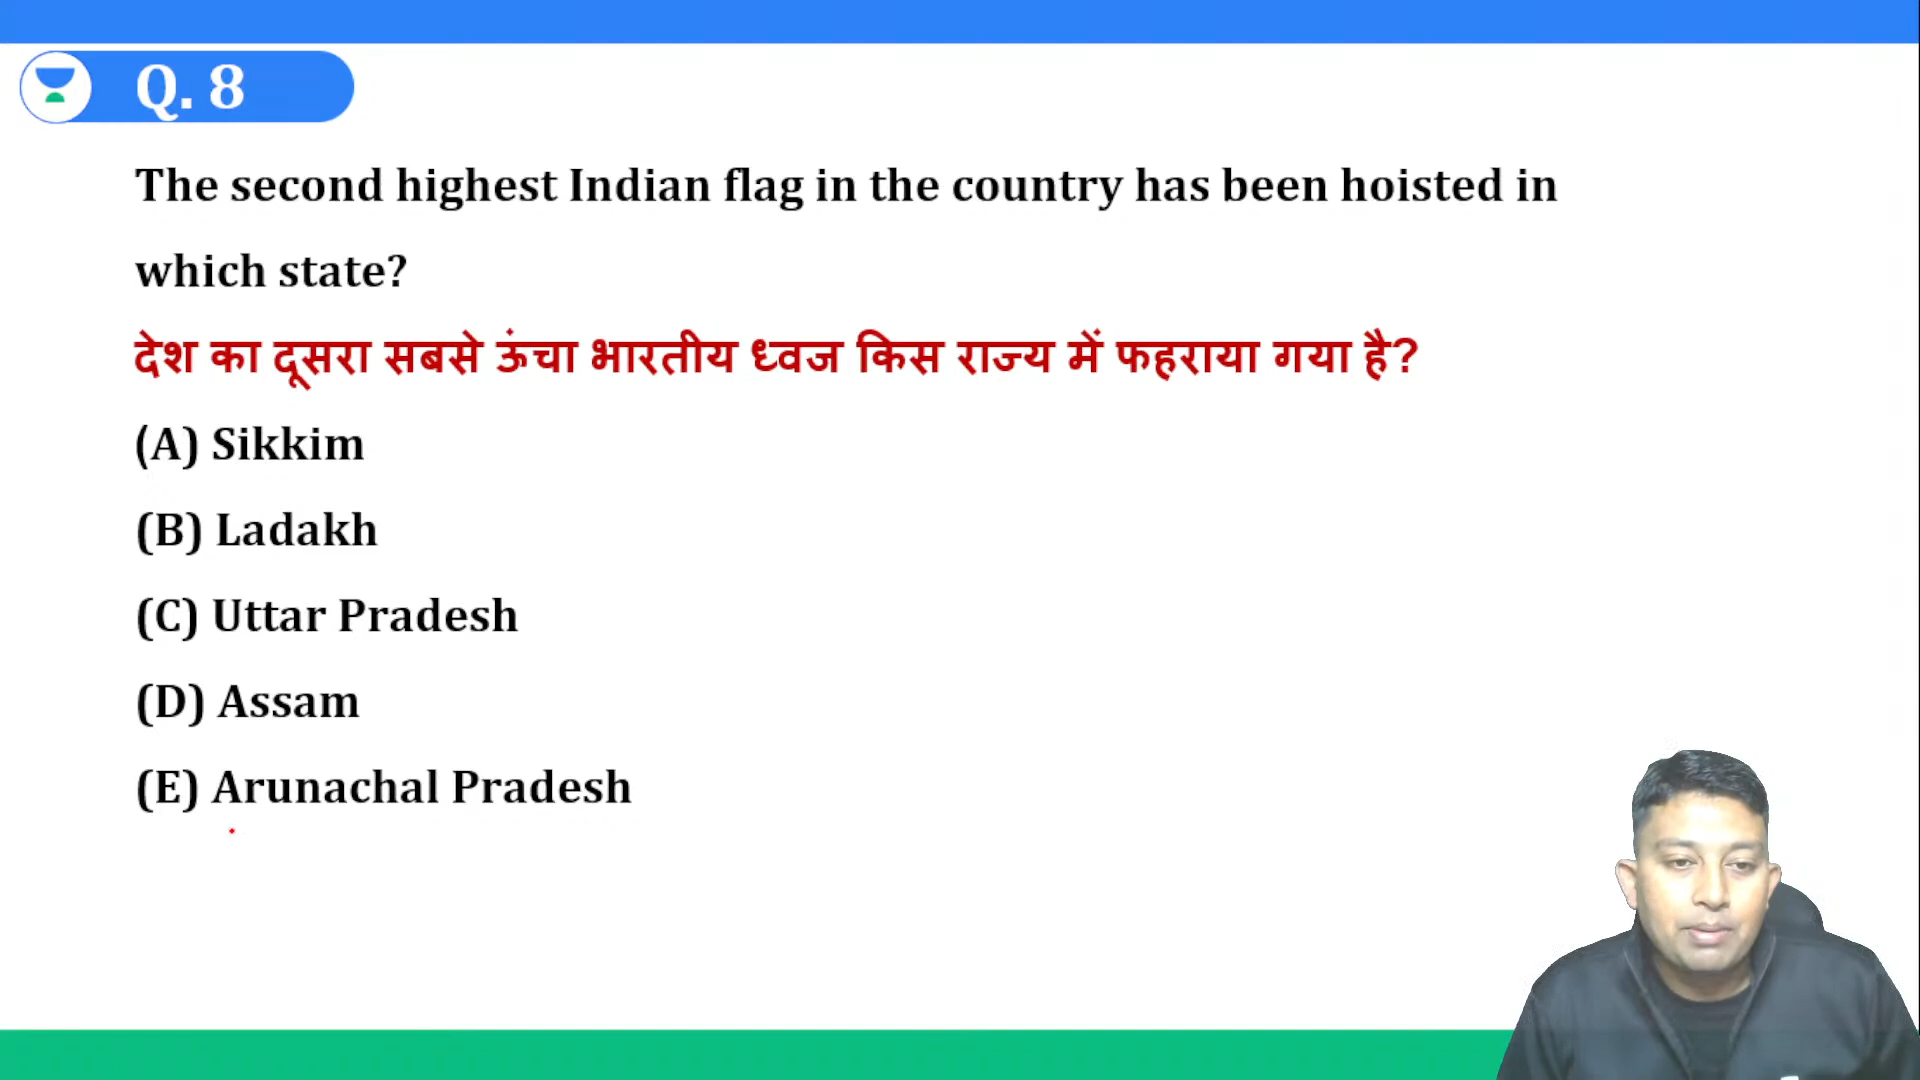 Q. 8
The second highest Indian flag in the country has been hoisted in
which state?
देश का दूसरा सबसे ऊंचा भारतीय ध्वज किस राज्य में फहराया गया है?
(A) Sikkim
(B) Ladakh
(C) Uttar Pradesh
(D) Assam
(E) Arunachal Pradesh